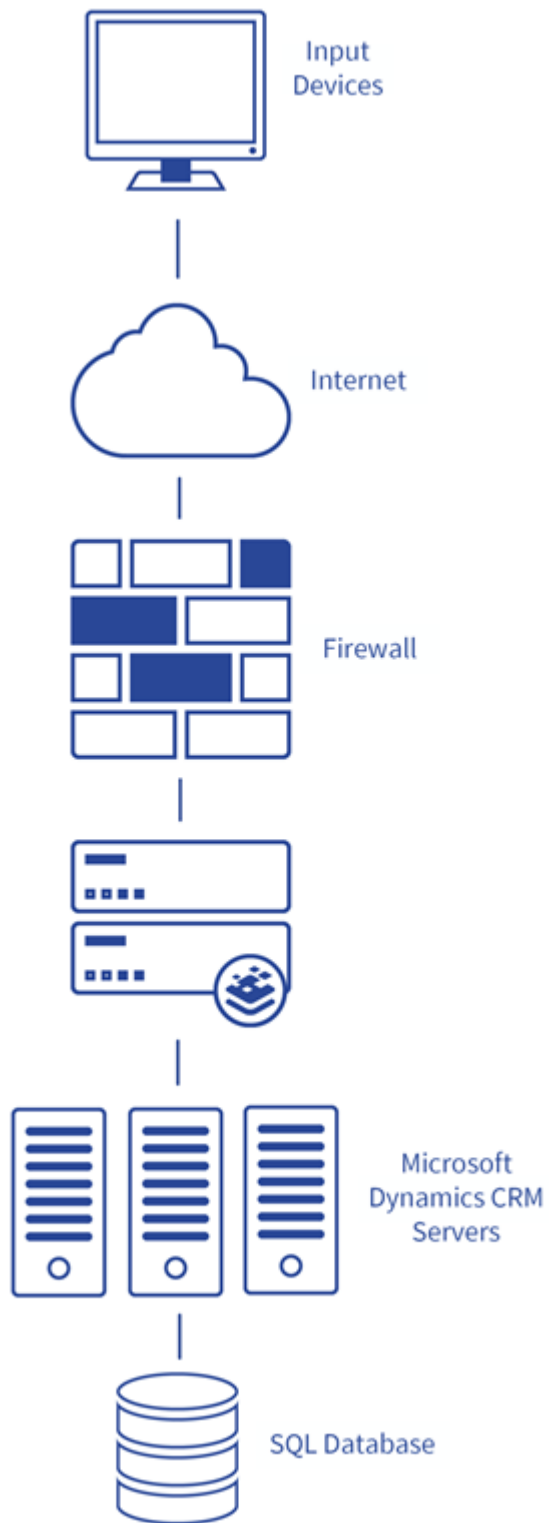 Input
Devices
Internet
Firewall
Microsoft
Dynamics CRM
Servers
SQL Database